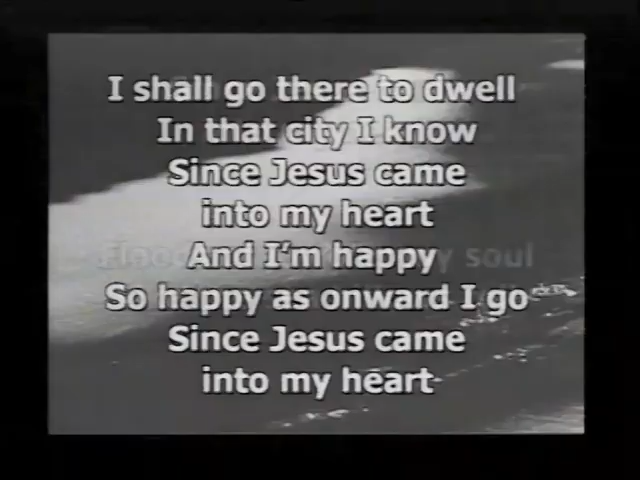 I shall go there to dwell
In that city I know
Since Jesus came
into my heart
And I'm happy
So happy as onward I go
Since Jesus came
into my heart